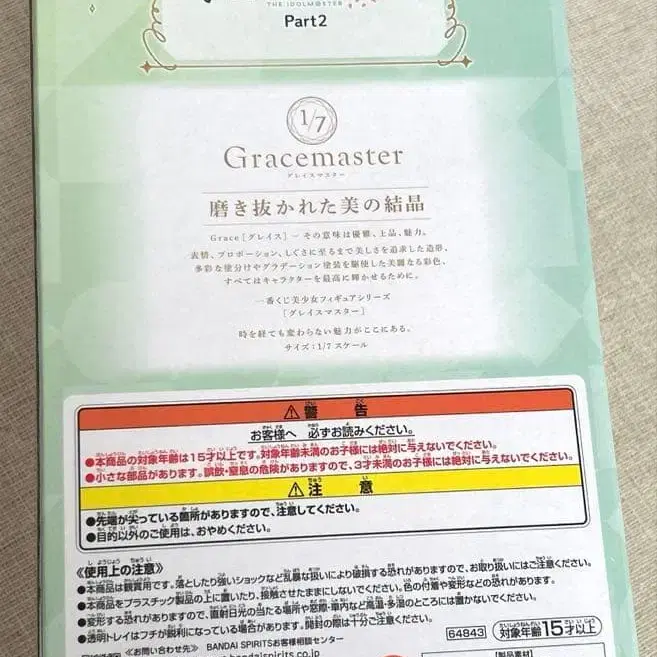 THE IDOLM@STER
Part2
1/7
Gracemaster
グレイスマスター
磨き抜かれた美の結晶
Grace[グレイス] ─ その意味は優雅、上品、魅力。
表情、プロポーション、しぐさに至るまで美しさを追求した造形、
多彩な塗分けやグラデーション塗装を駆使した美麗なる彩色、
すべてはキャラクターを最高に輝かせるために。
一番くじ美少女フィギュアシリーズ
[グレイスマスター]
時を経ても変わらない魅力がここにある。
サイズ:1/7 スケール
⚠警 告
お客様へ 必ずお読みください。
●本商品の対象年齢は15才以上です。対象年齢未満のお子様には絶対に与えないでください。
●小さな部品があります。誤飲・窒息の危険がありますので、3才未満のお子様には絶対に与えないでください。
⚠注 意
●先端が尖っている箇所がありますので、注意してください。
●目的以外のご使用は、おやめください。
《使用上の注意》
●本商品は観賞用です。落としたり強いショックなど乱暴な扱いにより破損する恐れがありますので、お取り扱いにはご注意ください。
●本商品をプラスチック製品の上に置いたり、接触させたままにしないでください。色の付着や変形などの恐れがあります。
●変形する恐れがありますので、直射日光の当たる場所や窓際・車内など高温・多湿のところには置かないでください。
●透明トレイはフチが鋭利になっている場合があります。開封の際は十分ご注意ください。
64843 対象年齢15才以上
《お問い合わせ先》 BANDAI SPIRITSお客様相談センター
bandaispirits.co
【製品素材】